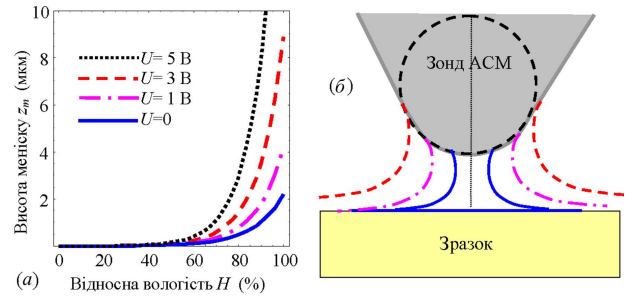 (а)
10
8
6
4
2
Висота меніску zm (мкм)
U= 5 В
U= 3 В
U= 1 В
U=0
0 20 40 60 80 100
Відносна вологість H (%)
(б)
Зонд АСМ
Зразок